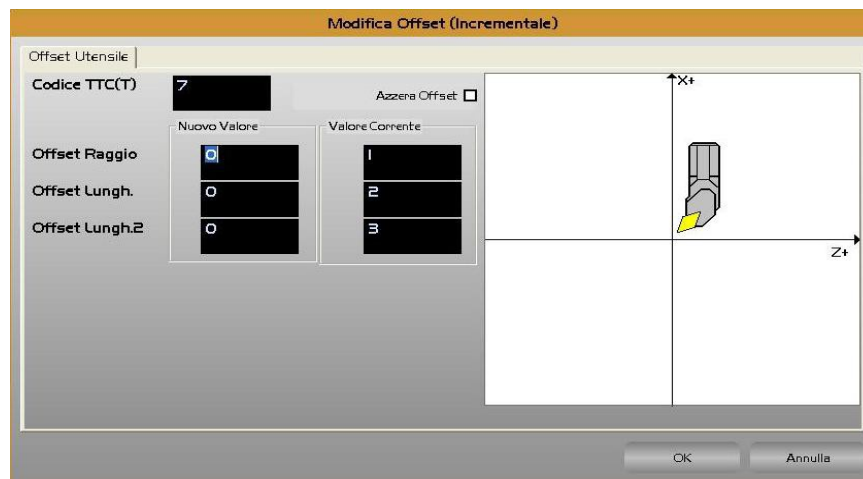 Modifica Offset (Incrementale)
Offset Utensile
Codice TTC(T) 7 Azzera Offset
Nuovo Valore Valore Corrente
Offset Raggio 0 1
Offset Lungh. 0 2
Offset Lungh.2 0 3
X+
Z+
OK Annulla